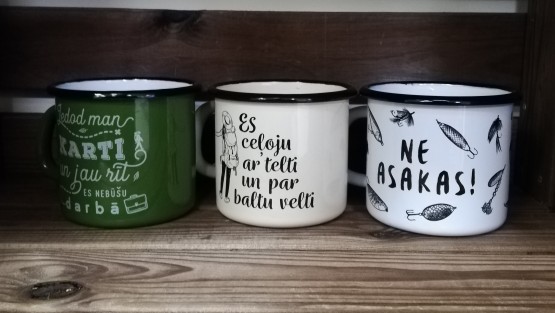 Iedod man
KARTI
un jau rīt
ES NEBŪŠU
darbā
Es
ceļoju
ar telti
un par
baltu velti
NE
ASAKAS!